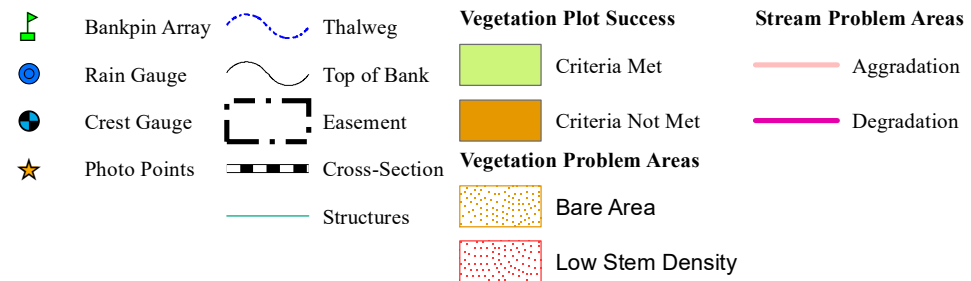 Bankpin Array
Rain Gauge
Crest Gauge
Photo Points
Thalweg
Top of Bank
Easement
Cross-Section
Structures
Vegetation Plot Success
Criteria Met
Criteria Not Met
Vegetation Problem Areas
Bare Area
Low Stem Density
Stream Problem Areas
Aggradation
Degradation